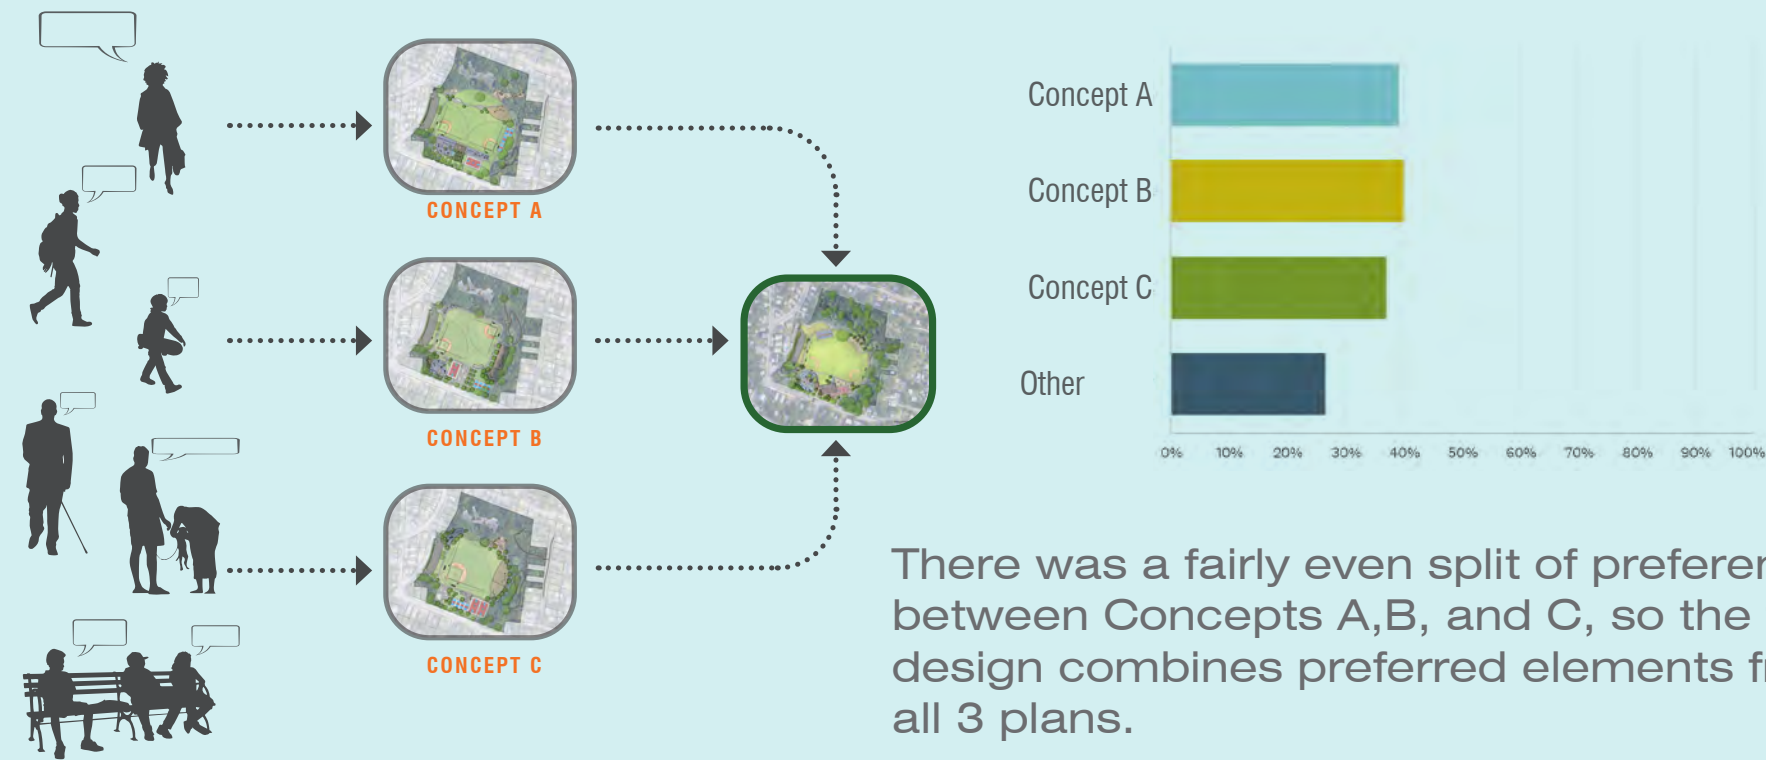 CONCEPT A
CONCEPT B
CONCEPT C
Concept A
Concept B
Concept C
Other
0% 10% 20% 30% 40% 50% 60% 70% 80% 90% 100%
There was a fairly even split of
between Concepts A,B, and C, so the
design combines preferred elements
all 3 plans.